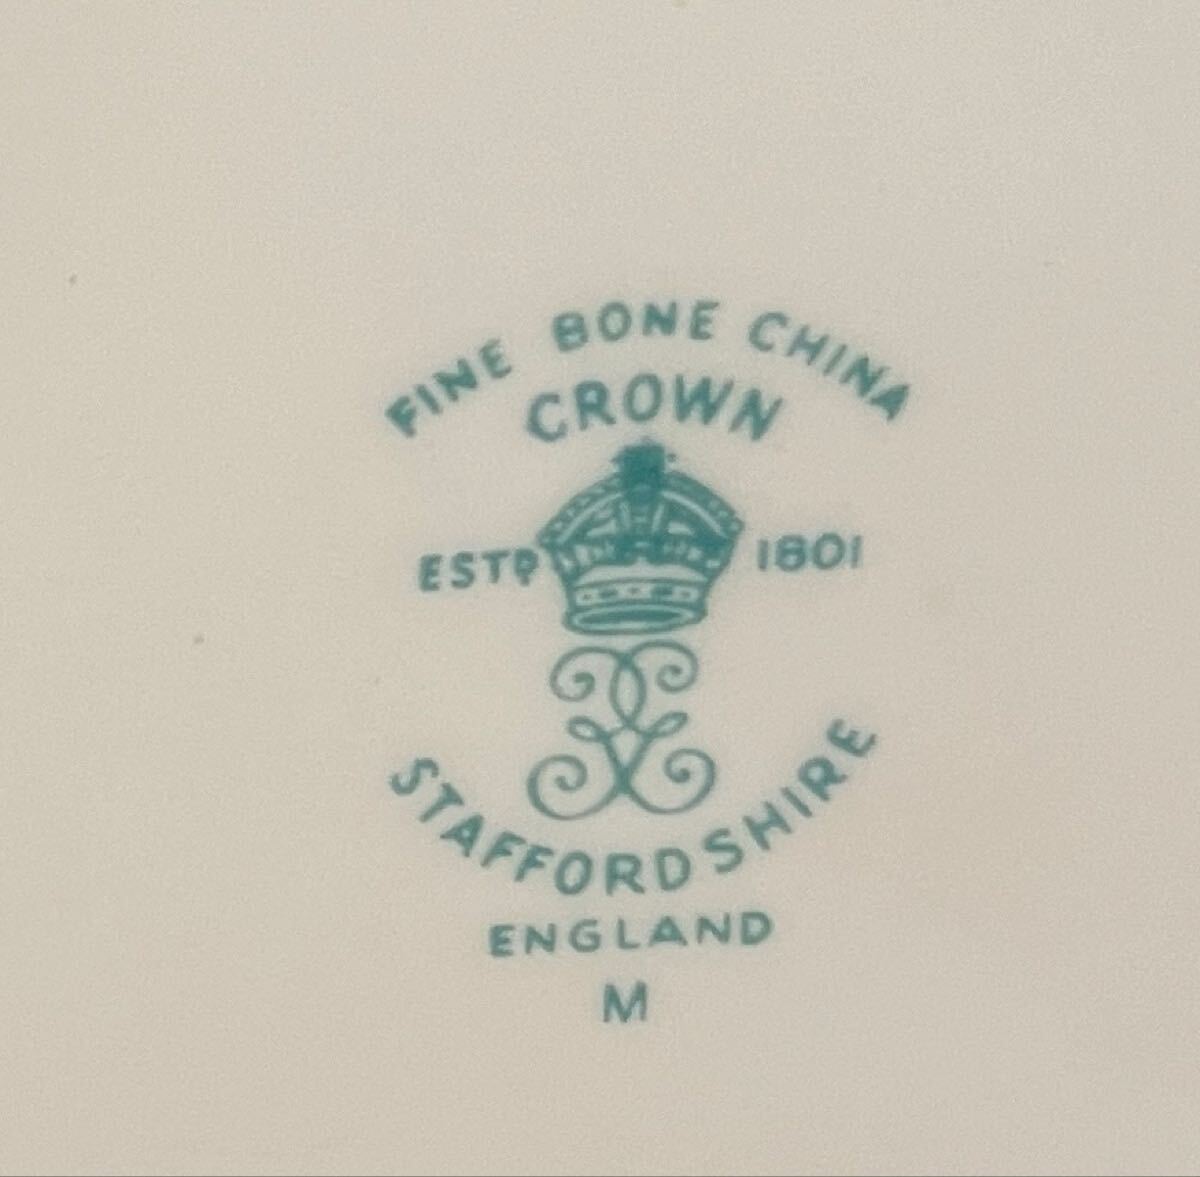 FINE BONE CHINA
CROWN
ESTD 1801
STAFFORDSHIRE
ENGLAND
M